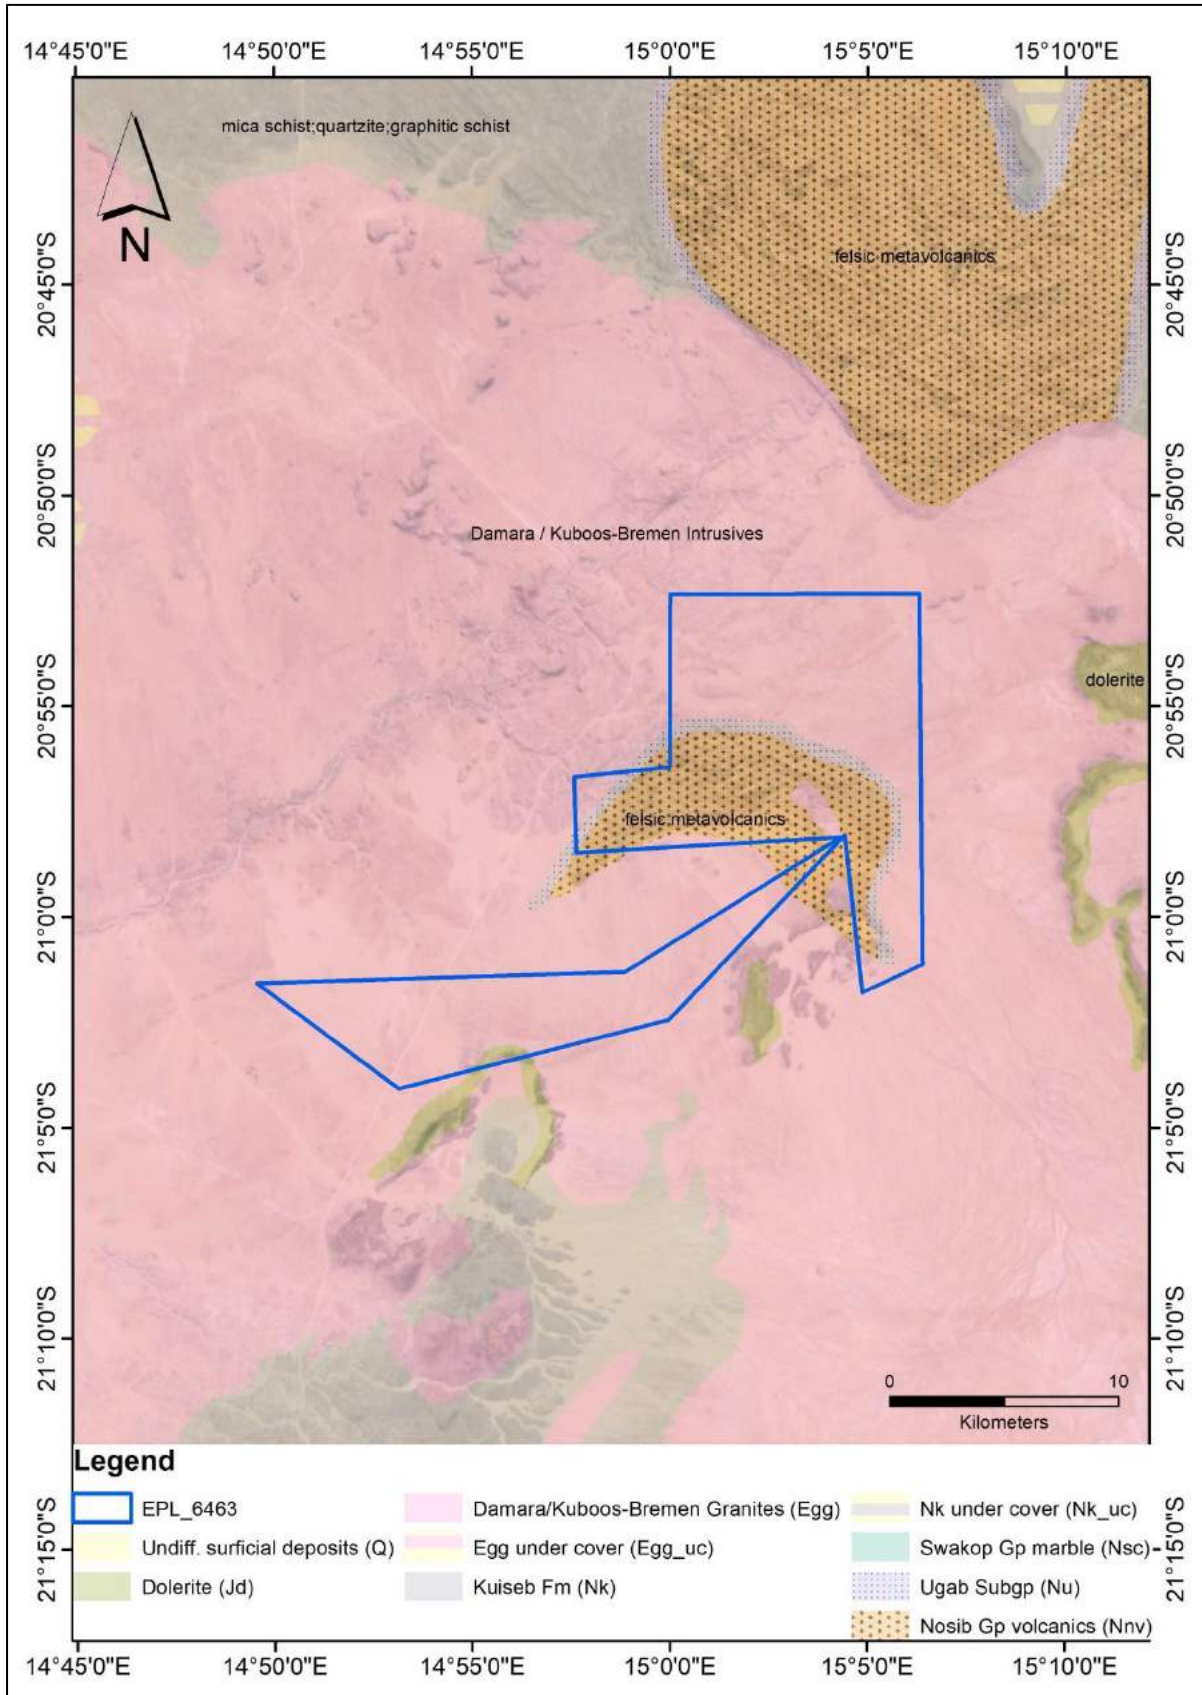 14°45'0"E 14°50'0"E 14°55'0"E 15°0'0"E 15°5'0"E 15°10'0"E
mica schist;quartzite;graphitic schist
N
felsic metavolcanics
20°45'0"S 20°45'0"S
20°50'0"S 20°50'0"S
Damara / Kuboos-Bremen Intrusives
dolerite
20°55'0"S 20°55'0"S
felsic metavolcanics
21°0'0"S 21°0'0"S
21°5'0"S 21°5'0"S
21°10'0"S 21°10'0"S
0 10
Kilometers
Legend
EPL_6463
Undiff. surficial deposits (Q)
Dolerite (Jd)
Damara/Kuboos-Bremen Granites (Egg)
Egg under cover (Egg_uc)
Kuiseb Fm (Nk)
Nk under cover (Nk_uc)
Swakop Gp marble (Nsc)
Ugab Subgp (Nu)
Nosib Gp volcanics (Nnv)
21°15'0"S 21°15'0"S
14°45'0"E 14°50'0"E 14°55'0"E 15°0'0"E 15°5'0"E 15°10'0"E